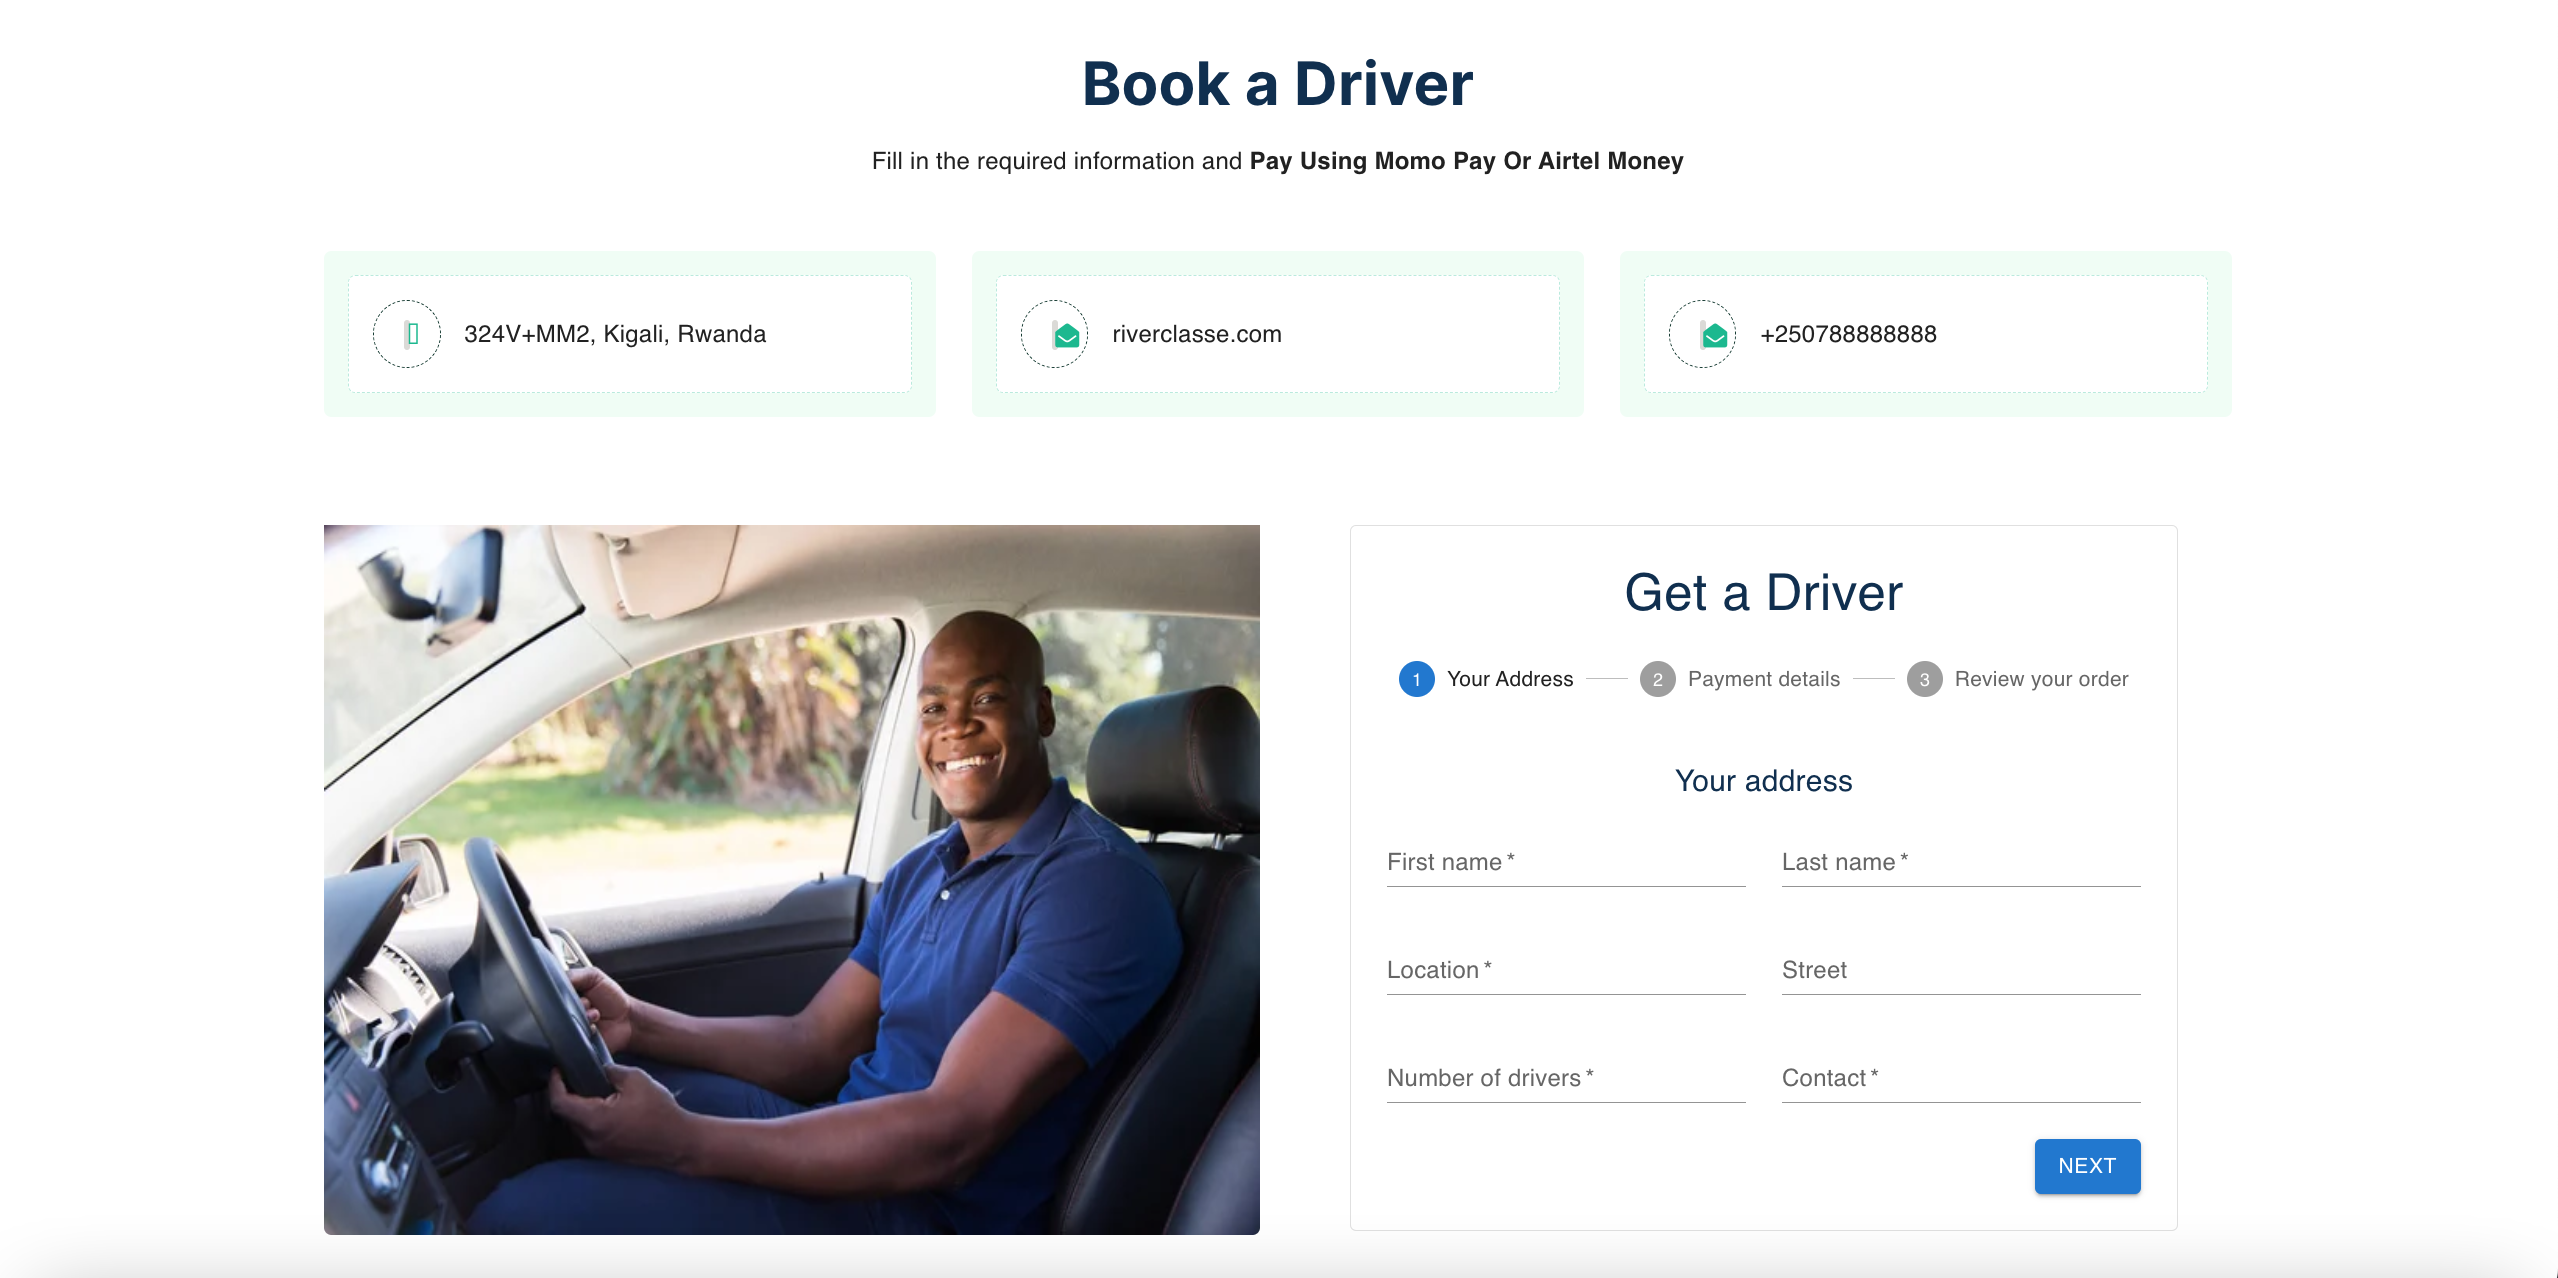 Book a Driver
Fill in the required information and Pay Using Momo Pay Or Airtel Money
324V+MM2, Kigali, Rwanda
riverclasse.com
+250788888888
Get a Driver
1 Your Address 2 Payment details 3 Review your order
Your address
First name * Last name *
Location * Street
Number of drivers * Contact *
NEXT